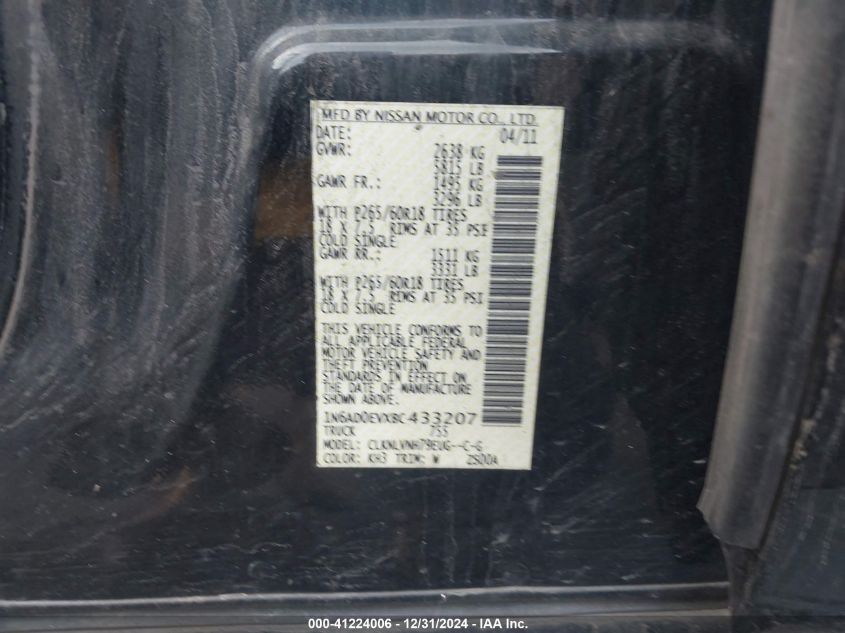 MFD BY NISSAN MOTOR CO., LTD.
DATE: 04/11
GVWR: 2638 KG
5815 LB
GAWR FR.: 1495 KG
3296 LB
WITH P265/60R18 TIRES
18 X 7.5 RIMS AT 35 PSI
COLD SINGLE
GAWR RR.: 1511 KG
3331 LB
WITH P265/60R18 TIRES
18 X 7.5 RIMS AT 35 PSI
COLD SINGLE
THIS VEHICLE CONFORMS TO
ALL APPLICABLE FEDERAL
MOTOR VEHICLE SAFETY AND
THEFT PREVENTION
STANDARDS IN EFFECT ON
THE DATE OF MANUFACTURE
SHOWN ABOVE.
1N6AD0EVXBC433207
TRUCK 755
MODEL: CLKNLVNH79EUG--C-G
COLOR: KH3 TRIM: W ZS00A
000-41224006 - 12/31/2024 - IAA Inc.